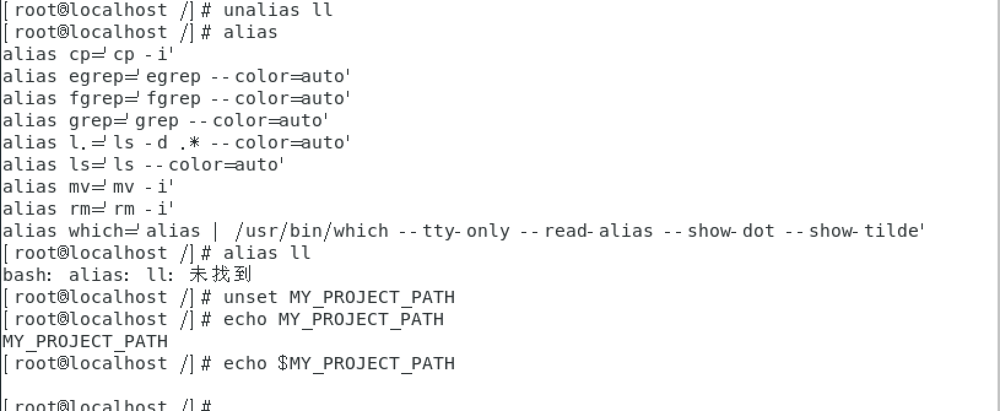 [root@localhost /]# unalias ll
[root@localhost /]# alias
alias cp='cp -i'
alias egrep='egrep --color=auto'
alias fgrep='fgrep --color=auto'
alias grep='grep --color=auto'
alias l.='ls -d .* --color=auto'
alias ls='ls --color=auto'
alias mv='mv -i'
alias rm='rm -i'
alias which='alias | /usr/bin/which --tty-only --read-alias --show-dot --show-tilde'
[root@localhost /]# alias ll
bash: alias: ll: 未找到
[root@localhost /]# unset MY_PROJECT_PATH
[root@localhost /]# echo MY_PROJECT_PATH
MY_PROJECT_PATH
[root@localhost /]# echo $MY_PROJECT_PATH
[root@localhost /]#